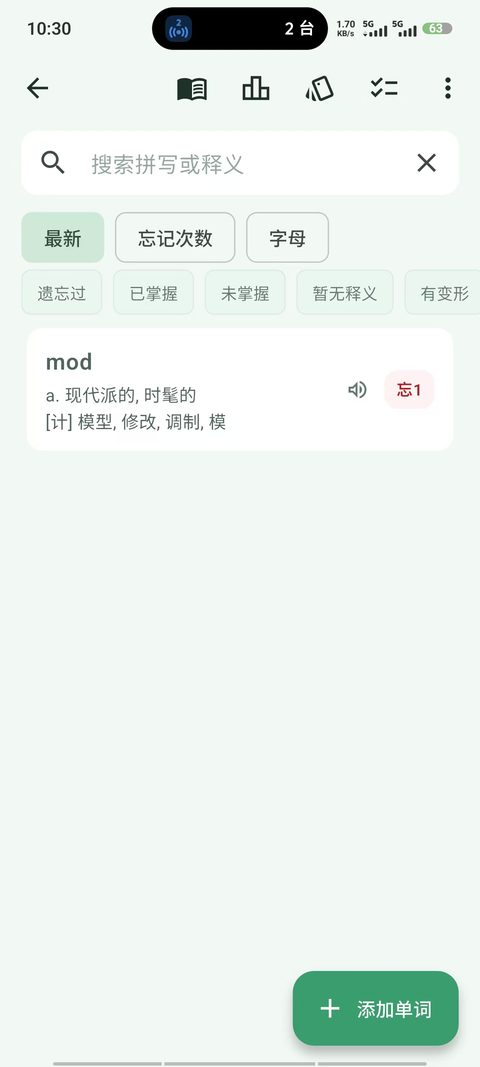 10:30
2
2 台
1.70
KB/s
5G
5G
63
搜索拼写或释义
最新
忘记次数
字母
遗忘过
已掌握
未掌握
暂无释义
有变形
mod
a. 现代派的, 时髦的
[计] 模型, 修改, 调制, 模
忘1
添加单词